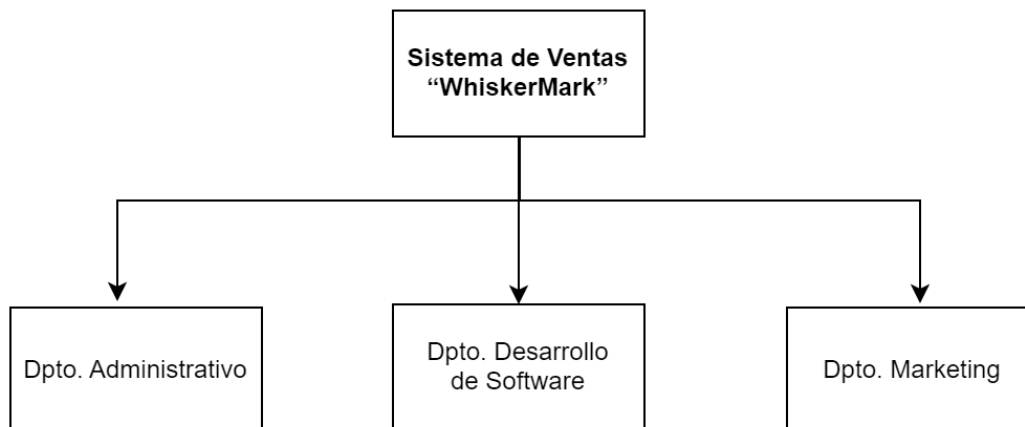 Sistema de Ventas
“WhiskerMark”
Dpto. Administrativo
Dpto. Desarrollo
de Software
Dpto. Marketing